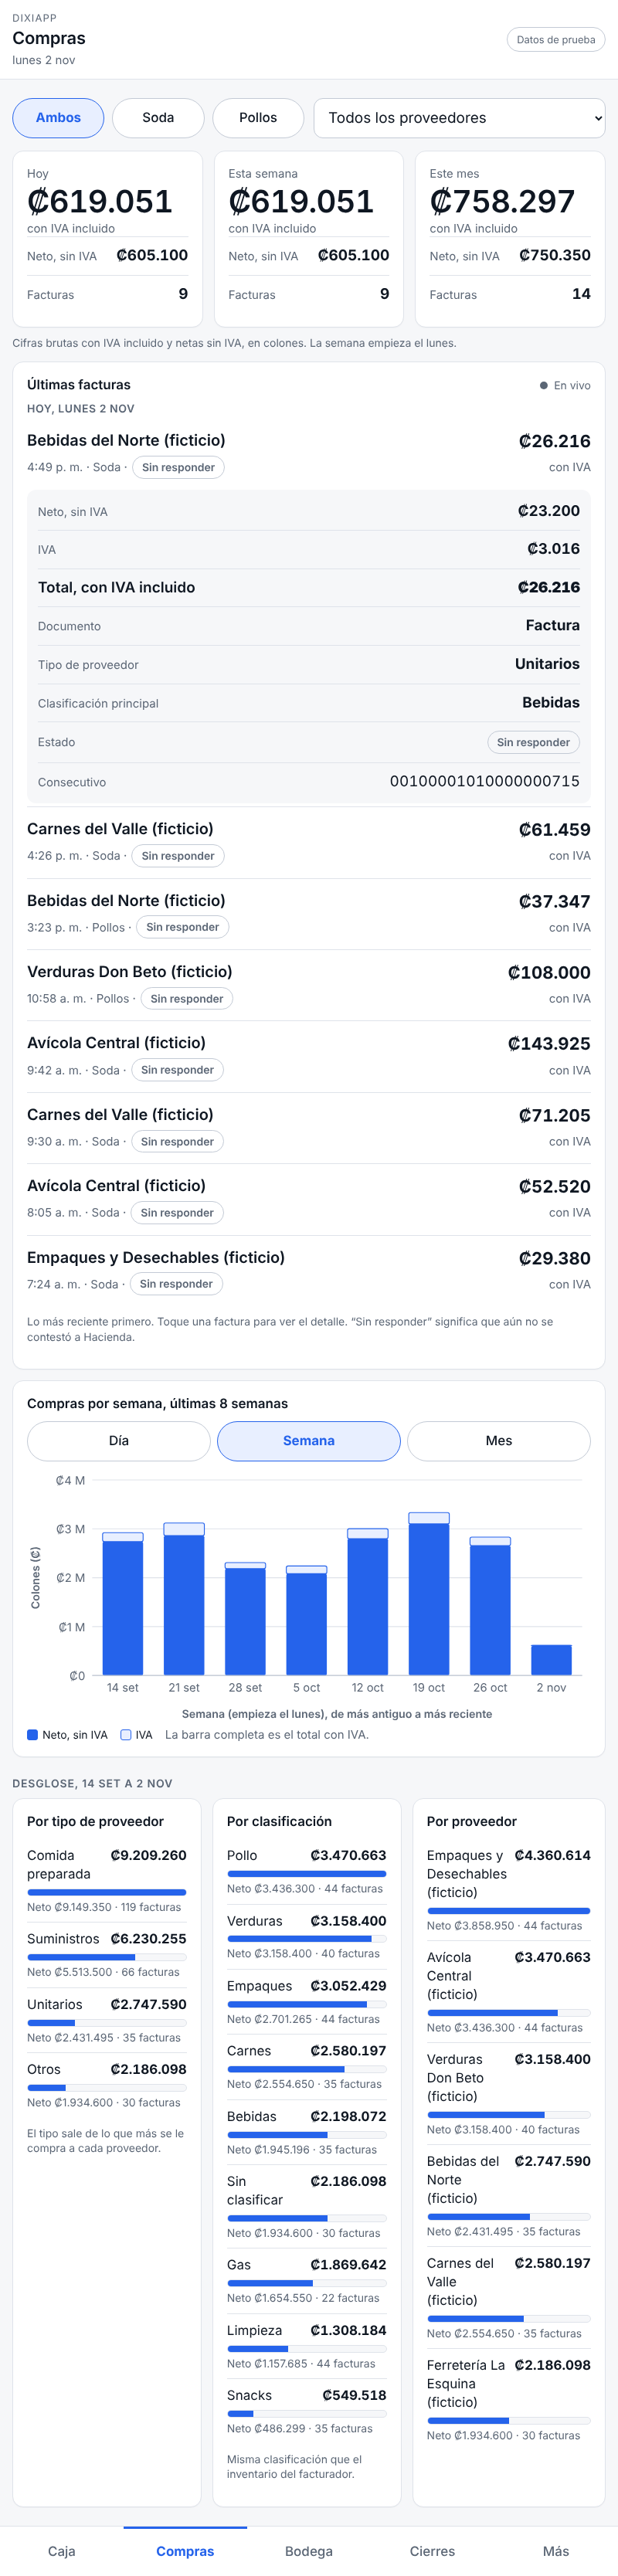 DIXIAPP
Compras
lunes 2 nov
Datos de prueba
Ambos
Soda
Pollos
Todos los proveedores
Hoy
₡619.051
con IVA incluido
Neto, sin IVA ₡605.100
Facturas 9
Esta semana
₡619.051
con IVA incluido
Neto, sin IVA ₡605.100
Facturas 9
Este mes
₡758.297
con IVA incluido
Neto, sin IVA ₡750.350
Facturas 14
Cifras brutas con IVA incluido y netas sin IVA, en colones. La semana empieza el lunes.
Últimas facturas
En vivo
HOY, LUNES 2 NOV
Bebidas del Norte (ficticio) ₡26.216
4:49 p. m. · Soda · Sin responder con IVA
Neto, sin IVA ₡23.200
IVA ₡3.016
Total, con IVA incluido ₡26.216
Documento Factura
Tipo de proveedor Unitarios
Clasificación principal Bebidas
Estado Sin responder
Consecutivo 00100001010000000715
Carnes del Valle (ficticio) ₡61.459
4:26 p. m. · Soda · Sin responder con IVA
Bebidas del Norte (ficticio) ₡37.347
3:23 p. m. · Pollos · Sin responder con IVA
Verduras Don Beto (ficticio) ₡108.000
10:58 a. m. · Pollos · Sin responder con IVA
Avícola Central (ficticio) ₡143.925
9:42 a. m. · Soda · Sin responder con IVA
Carnes del Valle (ficticio) ₡71.205
9:30 a. m. · Soda · Sin responder con IVA
Avícola Central (ficticio) ₡52.520
8:05 a. m. · Soda · Sin responder con IVA
Empaques y Desechables (ficticio) ₡29.380
7:24 a. m. · Soda · Sin responder con IVA
Lo más reciente primero. Toque una factura para ver el detalle. “Sin responder” significa que aún no se
contestó a Hacienda.
Compras por semana, últimas 8 semanas
Día
Semana
Mes
Colones (₡)
₡4 M
₡3 M
₡2 M
₡1 M
₡0
14 set 21 set 28 set 5 oct 12 oct 19 oct 26 oct 2 nov
Semana (empieza el lunes), de más antiguo a más reciente
Neto, sin IVA IVA La barra completa es el total con IVA.
DESGLOSE, 14 SET A 2 NOV
Por tipo de proveedor
Comida ₡9.209.260
preparada
Neto ₡9.149.350 · 119 facturas
Suministros ₡6.230.255
Neto ₡5.513.500 · 66 facturas
Unitarios ₡2.747.590
Neto ₡2.431.495 · 35 facturas
Otros ₡2.186.098
Neto ₡1.934.600 · 30 facturas
El tipo sale de lo que más se le
compra a cada proveedor.
Por clasificación
Pollo ₡3.470.663
Neto ₡3.436.300 · 44 facturas
Verduras ₡3.158.400
Neto ₡3.158.400 · 40 facturas
Empaques ₡3.052.429
Neto ₡2.701.265 · 44 facturas
Carnes ₡2.580.197
Neto ₡2.554.650 · 35 facturas
Bebidas ₡2.198.072
Neto ₡1.945.196 · 35 facturas
Sin ₡2.186.098
clasificar
Neto ₡1.934.600 · 30 facturas
Gas ₡1.869.642
Neto ₡1.654.550 · 22 facturas
Limpieza ₡1.308.184
Neto ₡1.157.685 · 44 facturas
Snacks ₡549.518
Neto ₡486.299 · 35 facturas
Misma clasificación que el
inventario del facturador.
Por proveedor
Empaques y ₡4.360.614
Desechables
(ficticio)
Neto ₡3.858.950 · 44 facturas
Avícola ₡3.470.663
Central
(ficticio)
Neto ₡3.436.300 · 44 facturas
Verduras ₡3.158.400
Don Beto
(ficticio)
Neto ₡3.158.400 · 40 facturas
Bebidas del ₡2.747.590
Norte
(ficticio)
Neto ₡2.431.495 · 35 facturas
Carnes del ₡2.580.197
Valle
(ficticio)
Neto ₡2.554.650 · 35 facturas
Ferretería La ₡2.186.098
Esquina
(ficticio)
Neto ₡1.934.600 · 30 facturas
Caja
Compras
Bodega
Cierres
Más